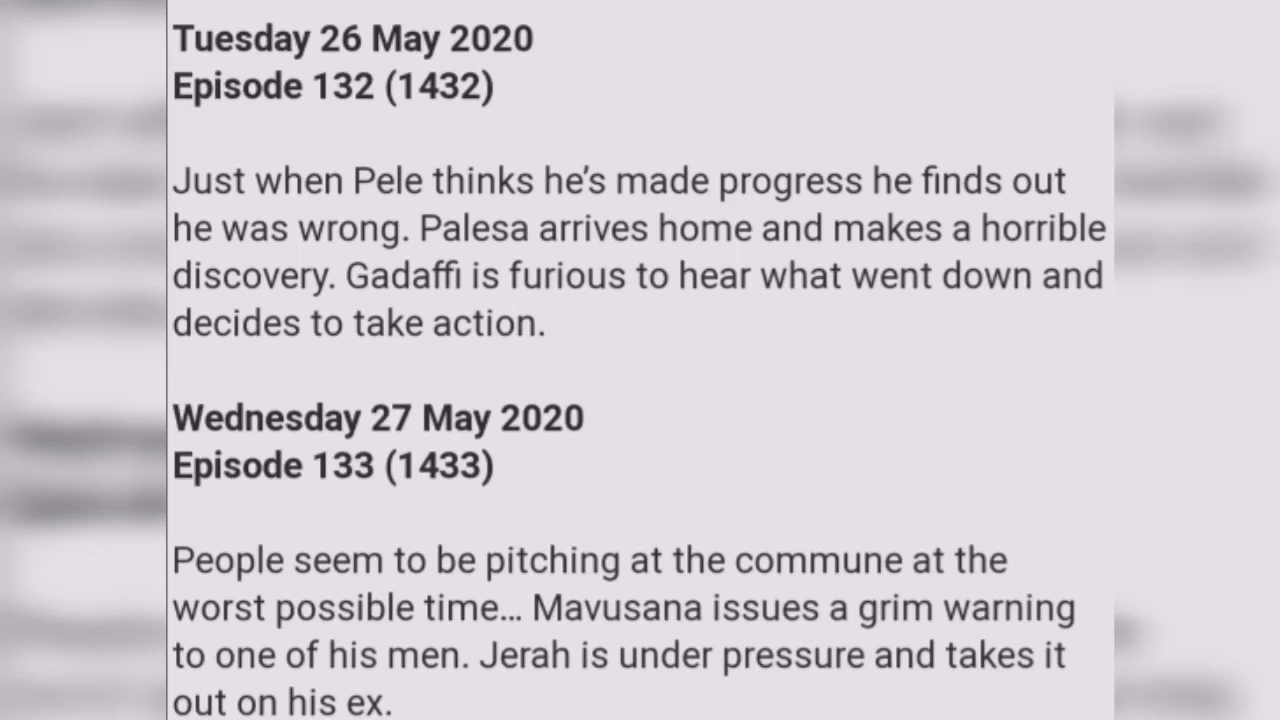 Tuesday 26 May 2020
Episode 132 (1432)
Just when Pele thinks he’s made progress he finds out
he was wrong. Palesa arrives home and makes a horrible
discovery. Gadaffi is furious to hear what went down and
decides to take action.
Wednesday 27 May 2020
Episode 133 (1433)
People seem to be pitching at the commune at the
worst possible time… Mavusana issues a grim warning
to one of his men. Jerah is under pressure and takes it
out on his ex.